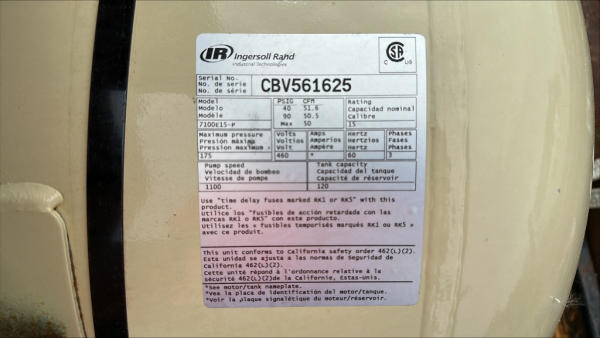 IR Ingersoll Rand
Industrial Technologies
CSA
C US
Serial No.
No. de serie
No. de série
CBV561625
Model
Modelo
Modèle
7100E15-P
PSIG CFM
40 51.6
90 50.5
Max 50
Rating
Capacidad nominal
Calibre
15
Maximum pressure
Presión máxima
Pression maximum
175
Volts
Voltios
Volt
460
Amps
Amperios
Ampère
*
Hertz
Hertzios
Hertz
60
Phases
Fases
Phases
3
Pump speed
Velocidad de bombeo
Vitesse de pompe
1100
Tank capacity
Capacidad del tanque
Capacité de réservoir
120
Use "time delay fuses marked RK1 or RK5" with this
product.
Utilice los "fusibles de acción retardada con las
marcas RK1 o RK5" con este producto.
Utilisez les « fusibles temporisés marqués RK1 ou RK5 »
avec ce produit.
This unit conforms to California safety order 462(L)(2).
Esta unidad se ajusta a las normas de Seguridad de
California 462(L)(2).
Cette unité répond à l'ordonnance relative à la
sécurité 462(L)(2) de la Californie, Estas-Unis.
*See motor/tank nameplate.
*Vea la placa de identificación del motor/tanque.
*Voir la plaque signalétique du moteur/réservoir.